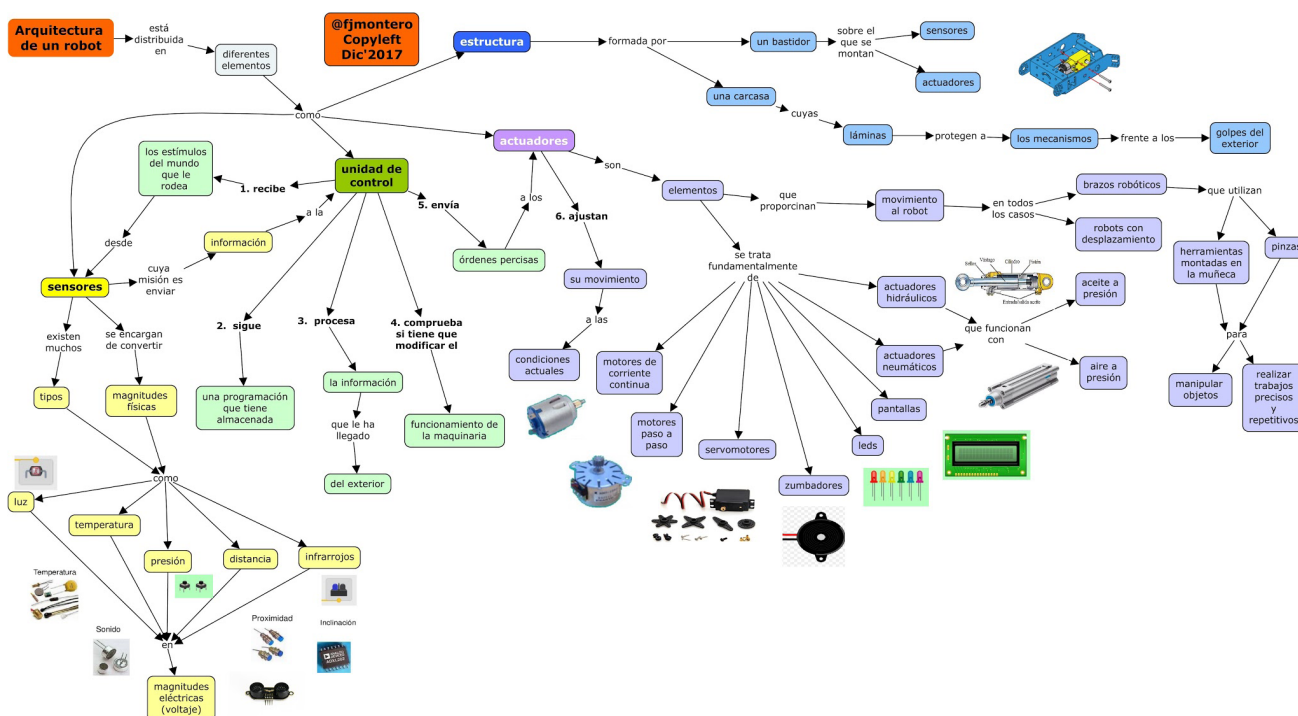 Arquitectura
de un robot
está
distribuida
en
diferentes
elementos
@fjmontero
Copyleft
Dic'2017
como
estructura
formada por
un bastidor
sobre el
que se
montan
sensores
actuadores
una carcasa
cuyas
láminas
protegen a
los mecanismos
frente a los
golpes del
exterior
actuadores
son
elementos
que
proporcinan
movimiento
al robot
en todos
los casos
brazos robóticos
robots con
desplazamiento
que utilizan
herramientas
montadas en
la muñeca
pinzas
para
manipular
objetos
realizar
trabajos
precisos
y
repetitivos
se trata
fundamentalmente
de
actuadores
hidráulicos
actuadores
neumáticos
que funcionan
con
aceite a
presión
aire a
presión
Vástago
Cilindro
Pistón
pantallas
leds
zumbadores
servomotores
motores
paso a
paso
motores de
corriente
continua
6. ajustan
su movimiento
a las
condiciones
actuales
unidad de
control
1. recibe
los estímulos
del mundo
que le
rodea
desde
sensores
cuya
misión es
enviar
información
a la
2. sigue
una programación
que tiene
almacenada
3. procesa
la información
que le ha
llegado
del exterior
4. comprueba
si tiene que
modificar el
funcionamiento de
la maquinaria
5. envía
órdenes percisas
a los
existen
muchos
tipos
se encargan
de convertir
magnitudes
físicas
como
luz
temperatura
presión
distancia
infrarrojos
en
magnitudes
eléctricas
(voltaje)
Temperatura
Sonido
Proximidad
Inclinación